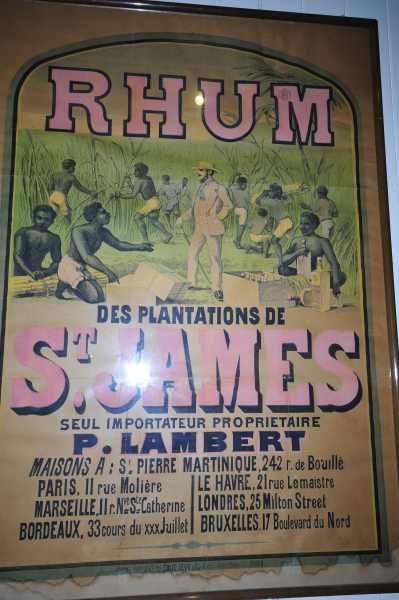 RHUM
DES PLANTATIONS DE
ST. JAMES
SEUL IMPORTATEUR PROPRIETAIRE
P. LAMBERT
MAISONS A : St. PIERRE MARTINIQUE, 242 r. de Bouillé
PARIS, 11 rue Molière
MARSEILLE, 11 r. Nve Ste Catherine
BORDEAUX, 33 cours du xxx Juillet
LE HAVRE, 21 rue Lemaistre
LONDRES, 25 Milton Street
BRUXELLES, 17 Boulevard du Nord